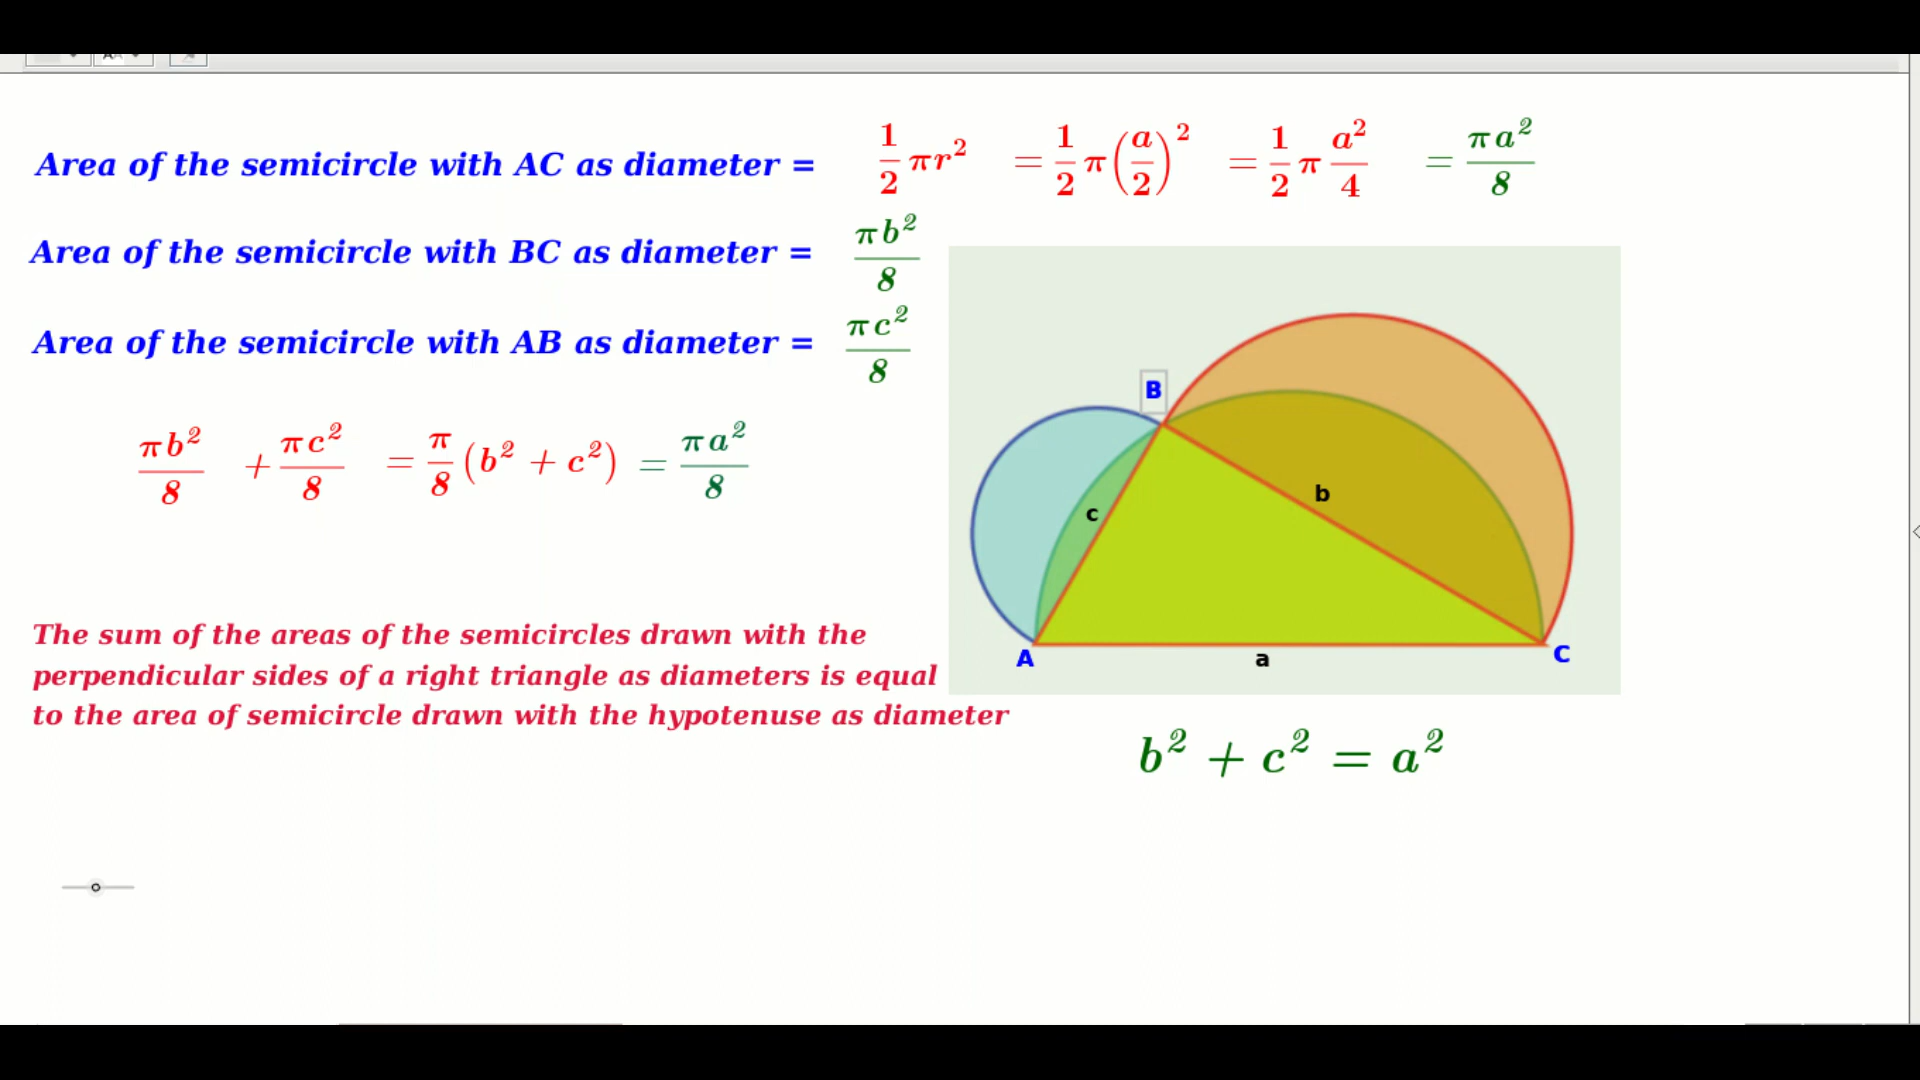 Area of the semicircle with AC as diameter = 1/2 πr² = 1/2 π(a/2)² = 1/2 π a²/4 = πa²/8
Area of the semicircle with BC as diameter = πb²/8
Area of the semicircle with AB as diameter = πc²/8
πb²/8 + πc²/8 = π/8 (b² + c²) = πa²/8
B
b
c
A
a
C
The sum of the areas of the semicircles drawn with the
perpendicular sides of a right triangle as diameters is equal
to the area of semicircle drawn with the hypotenuse as diameter
b² + c² = a²